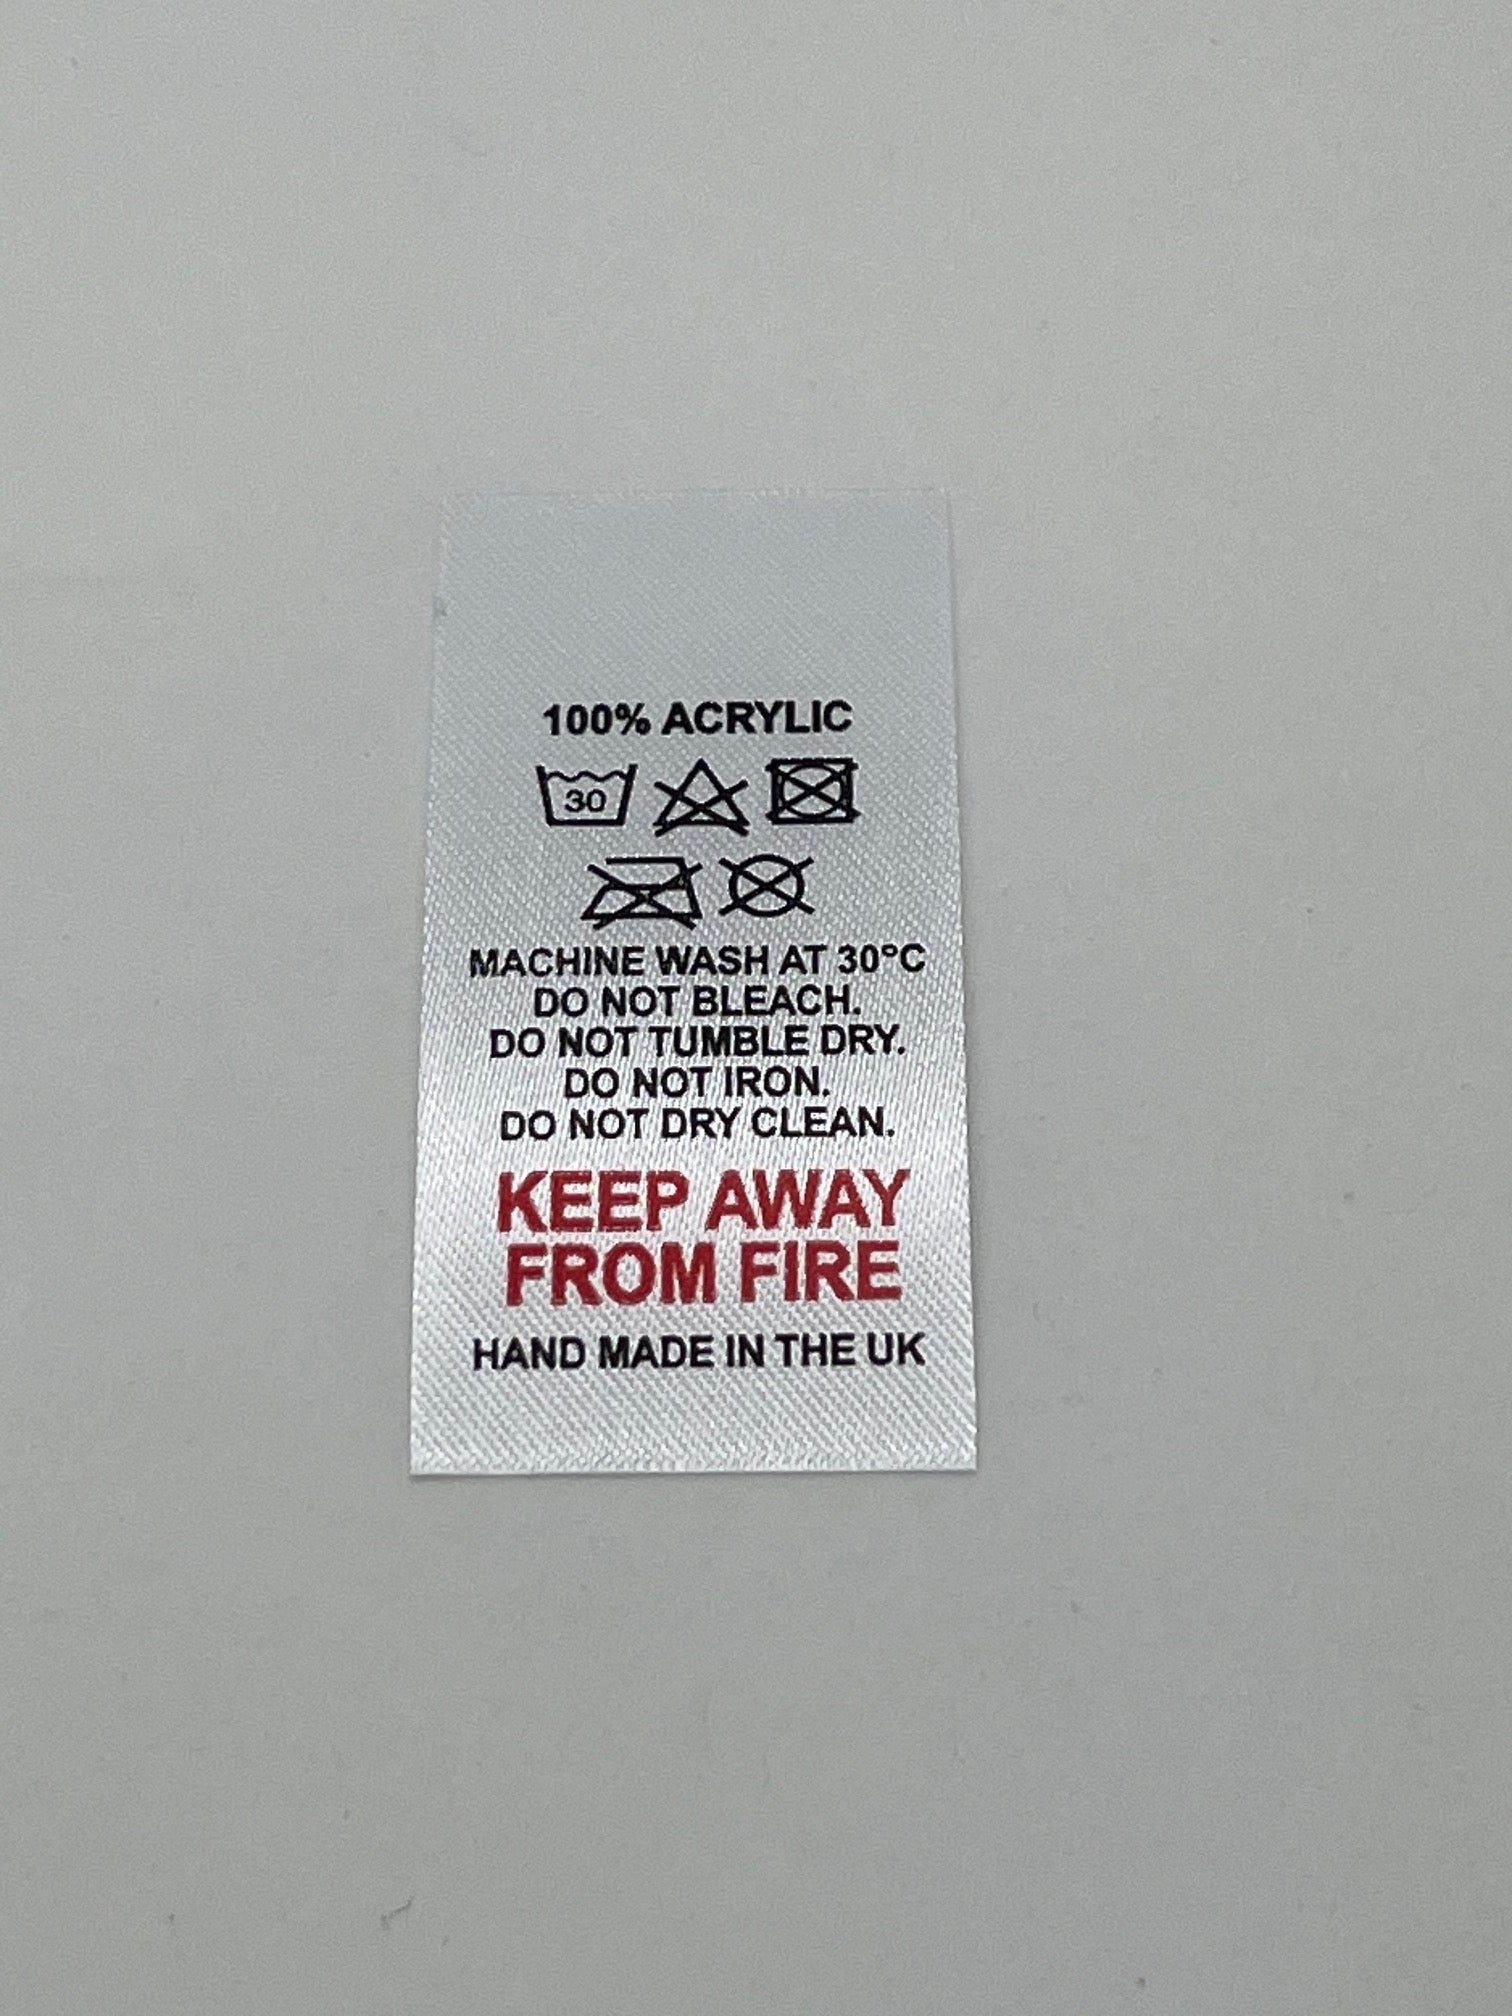 100% ACRYLIC
30
MACHINE WASH AT 30°C
DO NOT BLEACH.
DO NOT TUMBLE DRY.
DO NOT IRON.
DO NOT DRY CLEAN.
KEEP AWAY
FROM FIRE
HAND MADE IN THE UK